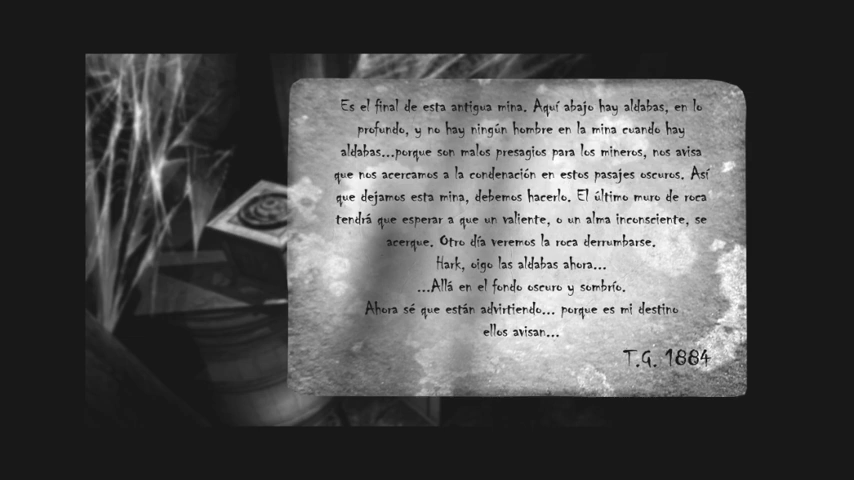 Es el final de esta antigua mina. Aquí abajo hay aldabas, en lo
profundo, y no hay ningún hombre en la mina cuando hay
aldabas...porque son malos presagios para los mineros, nos avisa
que nos acercamos a la condenación en estos pasajes oscuros. Así
que dejamos esta mina, debemos hacerlo. El último muro de roca
tendrá que esperar a que un valiente, o un alma inconsciente, se
acerque. Otro día veremos la roca derrumbarse.
Hark, oigo las aldabas ahora...
...Allá en el fondo oscuro y sombrío.
Ahora sé que están advirtiendo... porque es mi destino
ellos avisan...
T.G. 1884